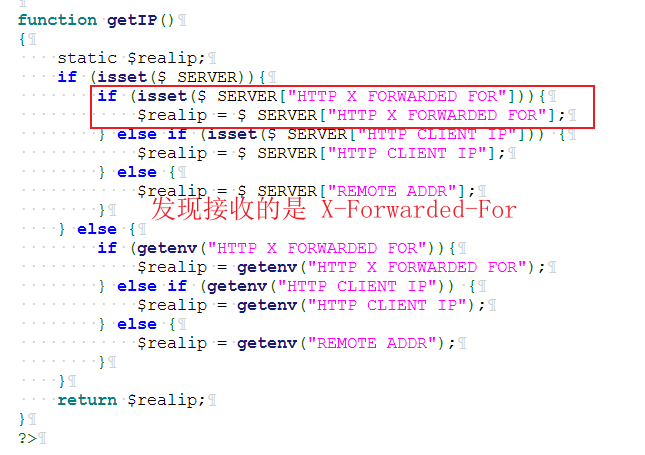 function getIP()
{
static $realip;
if (isset($ SERVER)){
if (isset($ SERVER["HTTP X FORWARDED FOR"])){
$realip = $ SERVER["HTTP X FORWARDED FOR"];
} else if (isset($ SERVER["HTTP CLIENT IP"])) {
$realip = $ SERVER["HTTP CLIENT IP"];
} else {
$realip = $ SERVER["REMOTE ADDR"];
}
发现接收的是 X-Forwarded-For
} else {
if (getenv("HTTP X FORWARDED FOR")){
$realip = getenv("HTTP X FORWARDED FOR");
} else if (getenv("HTTP CLIENT IP")) {
$realip = getenv("HTTP CLIENT IP");
} else {
$realip = getenv("REMOTE ADDR");
}
}
return $realip;
}
?>